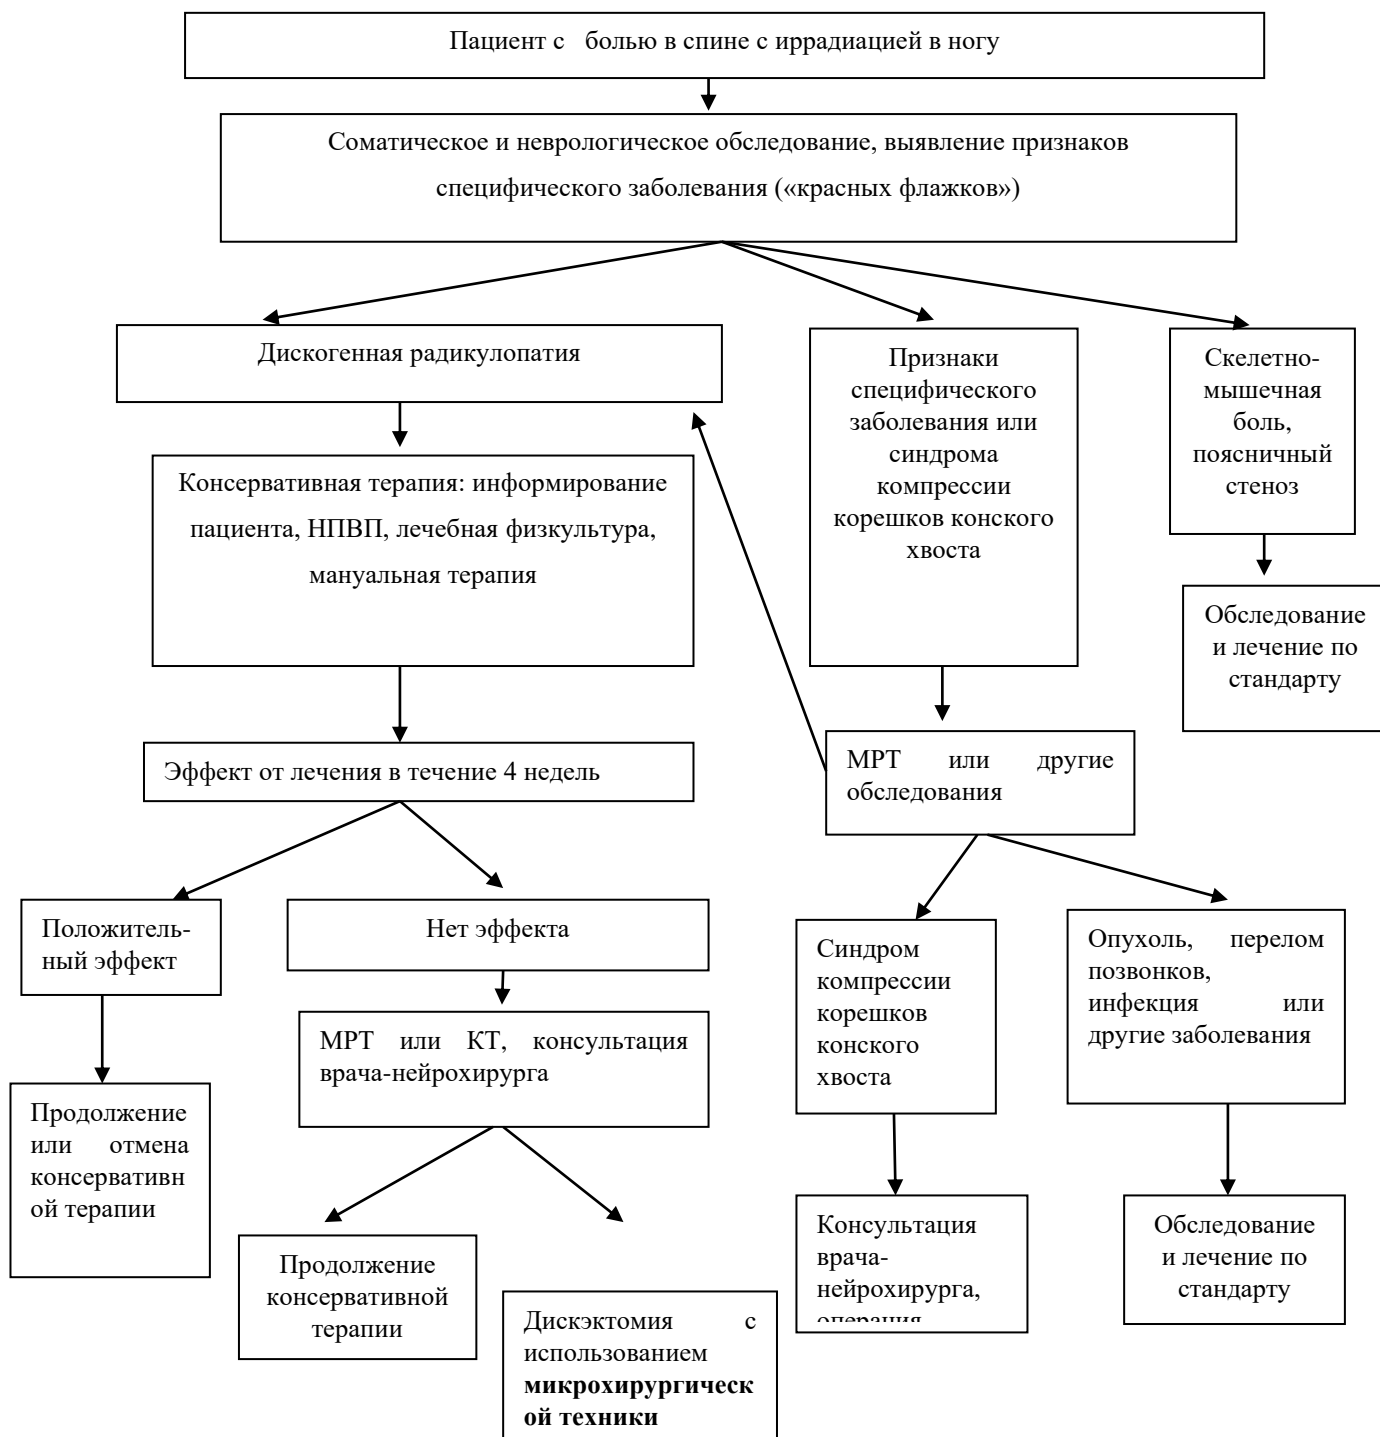 Пациент с болью в спине с иррадиацией в ногу
Соматическое и неврологическое обследование, выявление признаков
специфического заболевания («красных флажков»)
Дискогенная радикулопатия
Признаки
специфического
заболевания или
синдрома
компрессии
корешков конского
хвоста
Скелетно-
мышечная
боль,
поясничный
стеноз
Консервативная терапия: информирование
пациента, НПВП, лечебная физкультура,
мануальная терапия
Обследование
и лечение по
стандарту
Эффект от лечения в течение 4 недель
МРТ или другие
обследования
Положитель-
ный эффект
Нет эффекта
Синдром
компрессии
корешков
конского
хвоста
Опухоль, перелом
позвонков,
инфекция или
другие заболевания
МРТ или КТ, консультация
врача-нейрохирурга
Продолжение
или отмена
консервативн
ой терапии
Продолжение
консервативной
терапии
Дискэктомия с
использованием
микрохирургическ
ой техники
Консультация
врача-
нейрохирурга,
операция
Обследование
и лечение по
стандарту